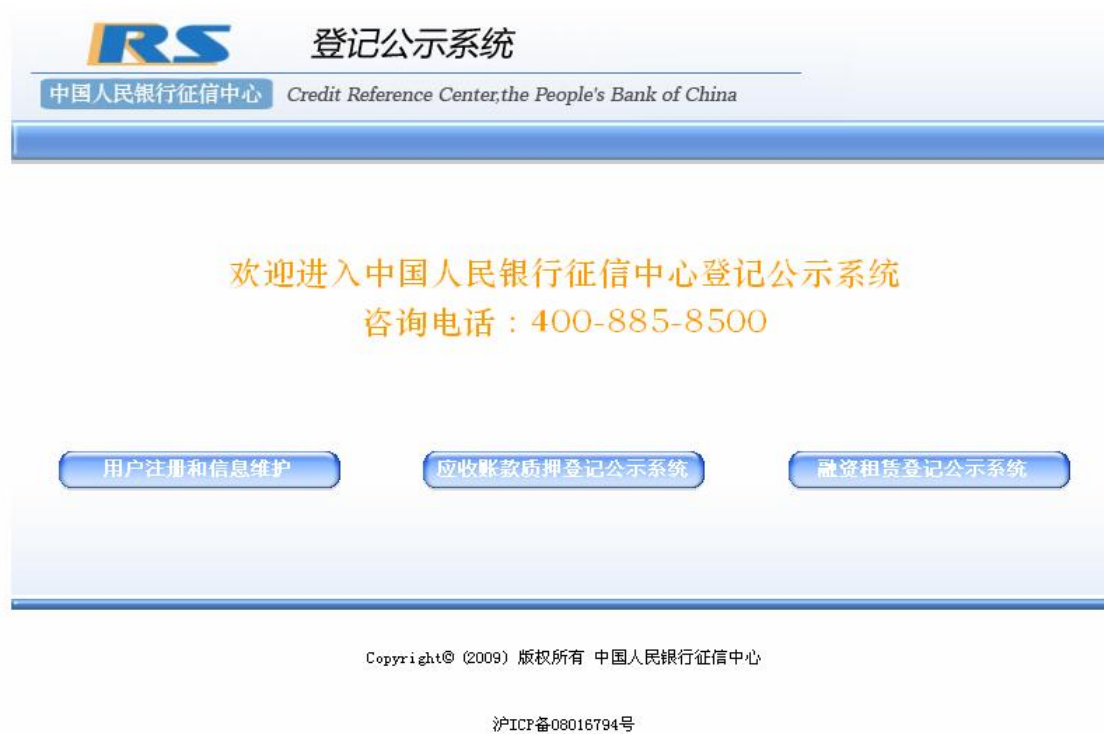 RS 登记公示系统
中国人民银行征信中心 Credit Reference Center,the People's Bank of China
欢迎进入中国人民银行征信中心登记公示系统
咨询电话：400-885-8500
用户注册和信息维护 应收账款质押登记公示系统 融资租赁登记公示系统
Copyright© (2009) 版权所有 中国人民银行征信中心
沪ICP备08016794号